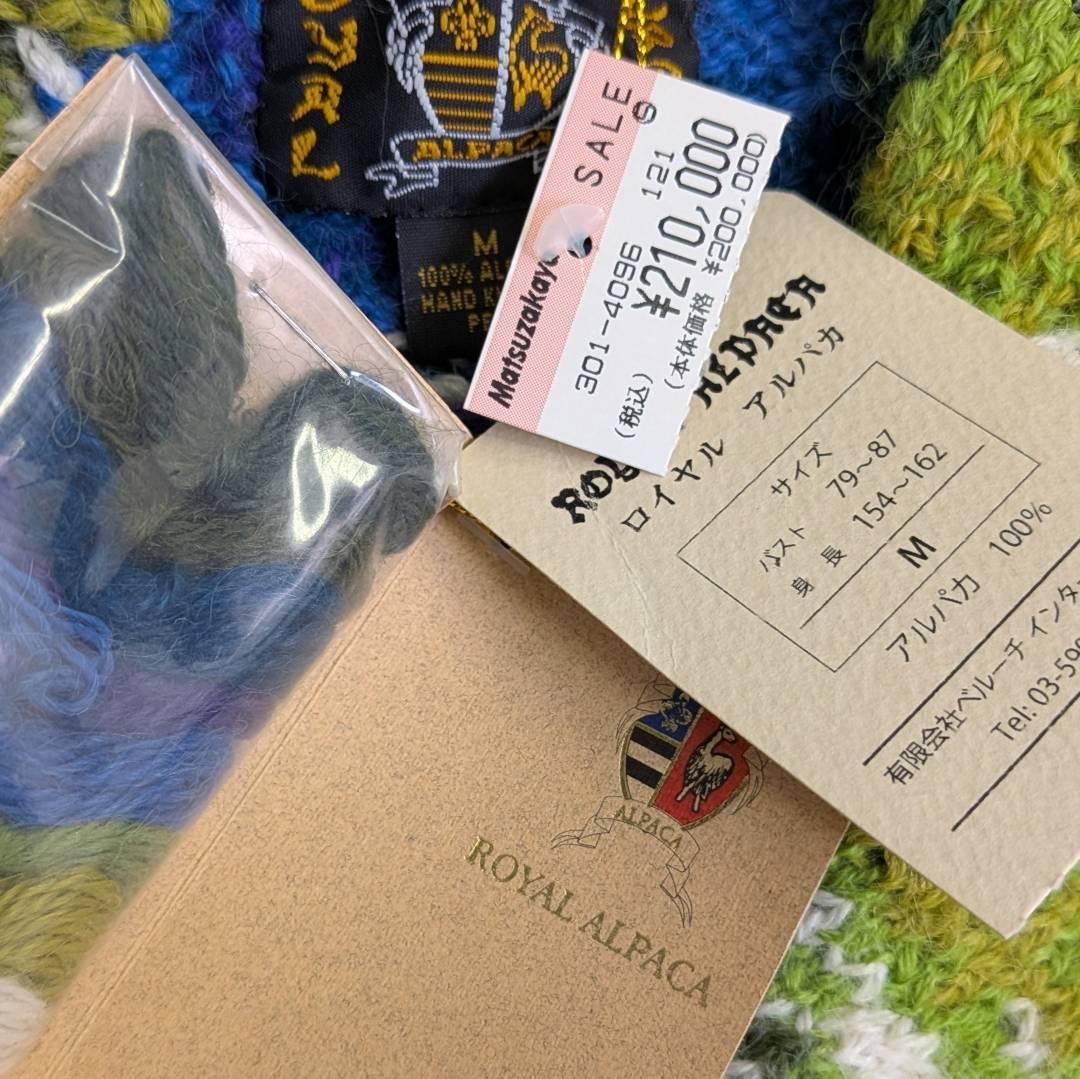 ALPACA
M
100% AL
HAND K
PE
SALE
Matsuzakaya
301-4096 121
¥210,000
(税込) (本体価格 ¥200,000)
ロイヤル アルパカ
サイズ
バスト 79〜87
身長 154〜162
M
アルパカ 100%
有限会社ベルーチ インタ
Tel: 03-59
ALPACA
ROYAL ALPACA